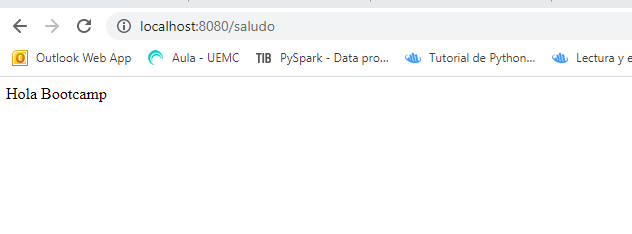 localhost:8080/saludo
Outlook Web App Aula - UEMC TIB PySpark - Data pro... Tutorial de Python... Lectura y e
Hola Bootcamp